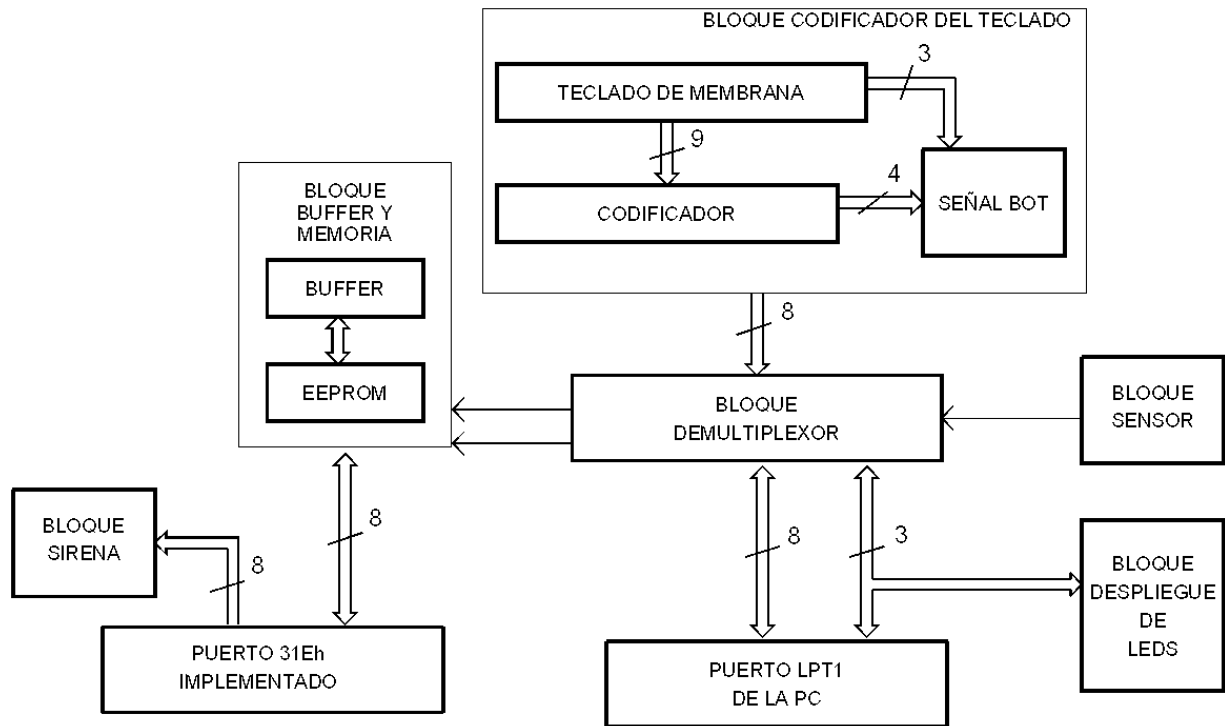 BLOQUE CODIFICADOR DEL TECLADO
TECLADO DE MEMBRANA
3
9
CODIFICADOR
4
SEÑAL BOT
BLOQUE
BUFFER Y
MEMORIA
BUFFER
EEPROM
8
BLOQUE
DEMULTIPLEXOR
BLOQUE
SENSOR
BLOQUE
SIRENA
8
8
8
3
BLOQUE
DESPLIEGUE
DE
LEDS
PUERTO 31Eh
IMPLEMENTADO
PUERTO LPT1
DE LA PC